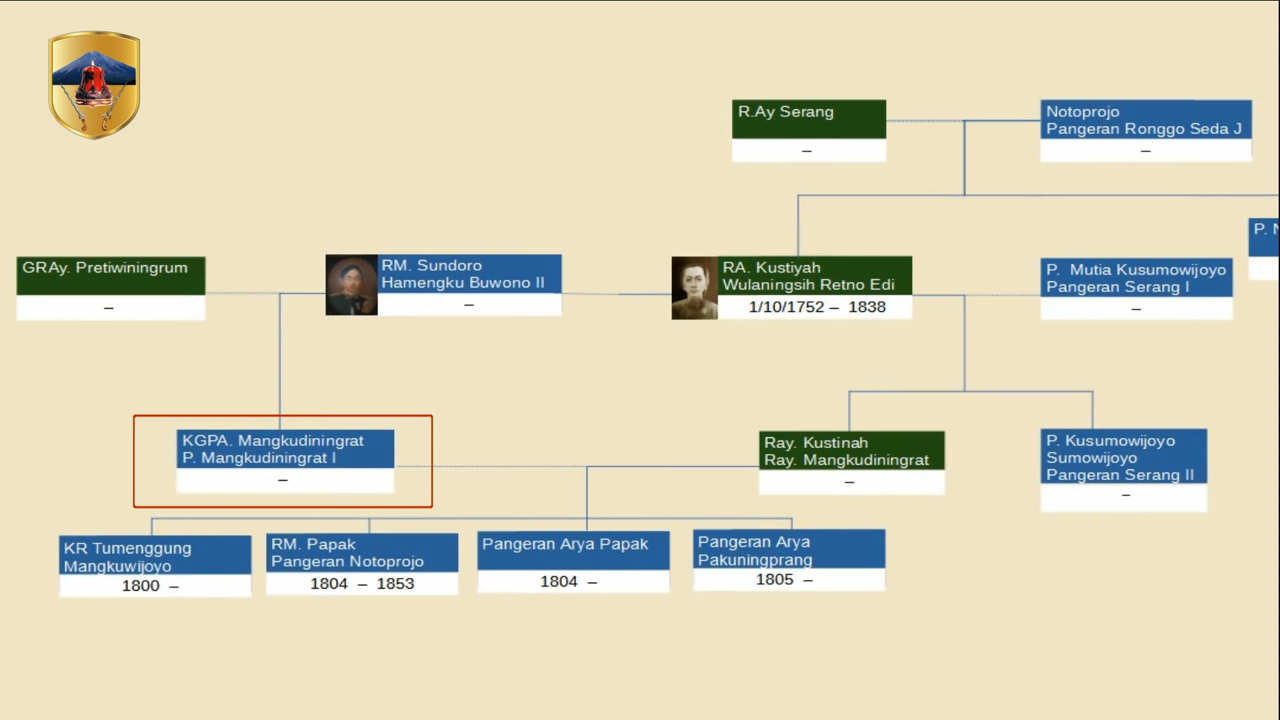 R.Ay Serang
–
Notoprojo
Pangeran Ronggo Seda J
–
GRAy. Pretiwiningrum
–
RM. Sundoro
Hamengku Buwono II
–
RA. Kustiyah
Wulaningsih Retno Edi
1/10/1752 – 1838
P. Mutia Kusumowijoyo
Pangeran Serang I
–
P.
KGPA. Mangkudiningrat
P. Mangkudiningrat I
–
Ray. Kustinah
Ray. Mangkudiningrat
–
P. Kusumowijoyo
Sumowijoyo
Pangeran Serang II
–
KR Tumenggung
Mangkuwijoyo
1800 –
RM. Papak
Pangeran Notoprojo
1804 – 1853
Pangeran Arya Papak
1804 –
Pangeran Arya
Pakuningprang
1805 –